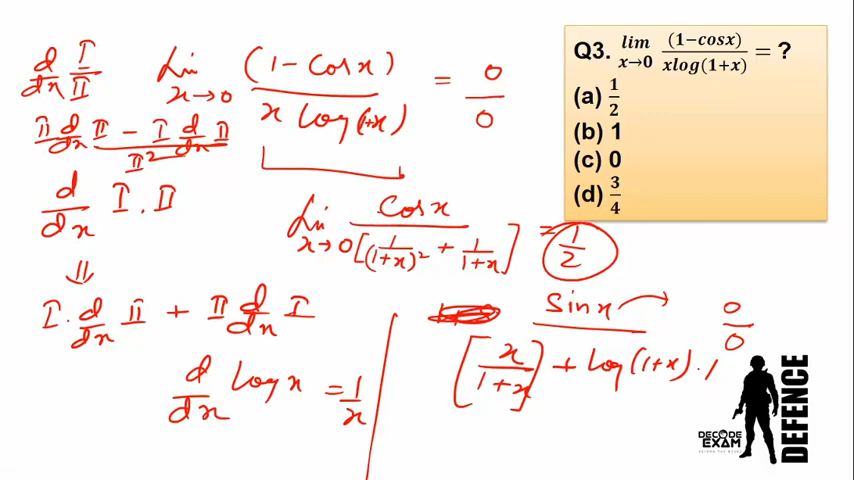 d/dx I/II
II d/dx I − I d/dx II
II²
d/dx I . II
⇓
I . d/dx II + II d/dx I
d/dx log x = 1/x
Lim x→0 (1 − cos x) / x log(1+x) = 0/0
Lim x→0 cos x / [1/(1+x)² + 1/(1+x)] = 1/2
sin x → 0/0
[x/(1+x)] + log(1+x) . 1
Q3. lim x→0 (1−cosx)/xlog(1+x) = ?
(a) 1/2
(b) 1
(c) 0
(d) 3/4
DECODE
EXAM
DEFENCE